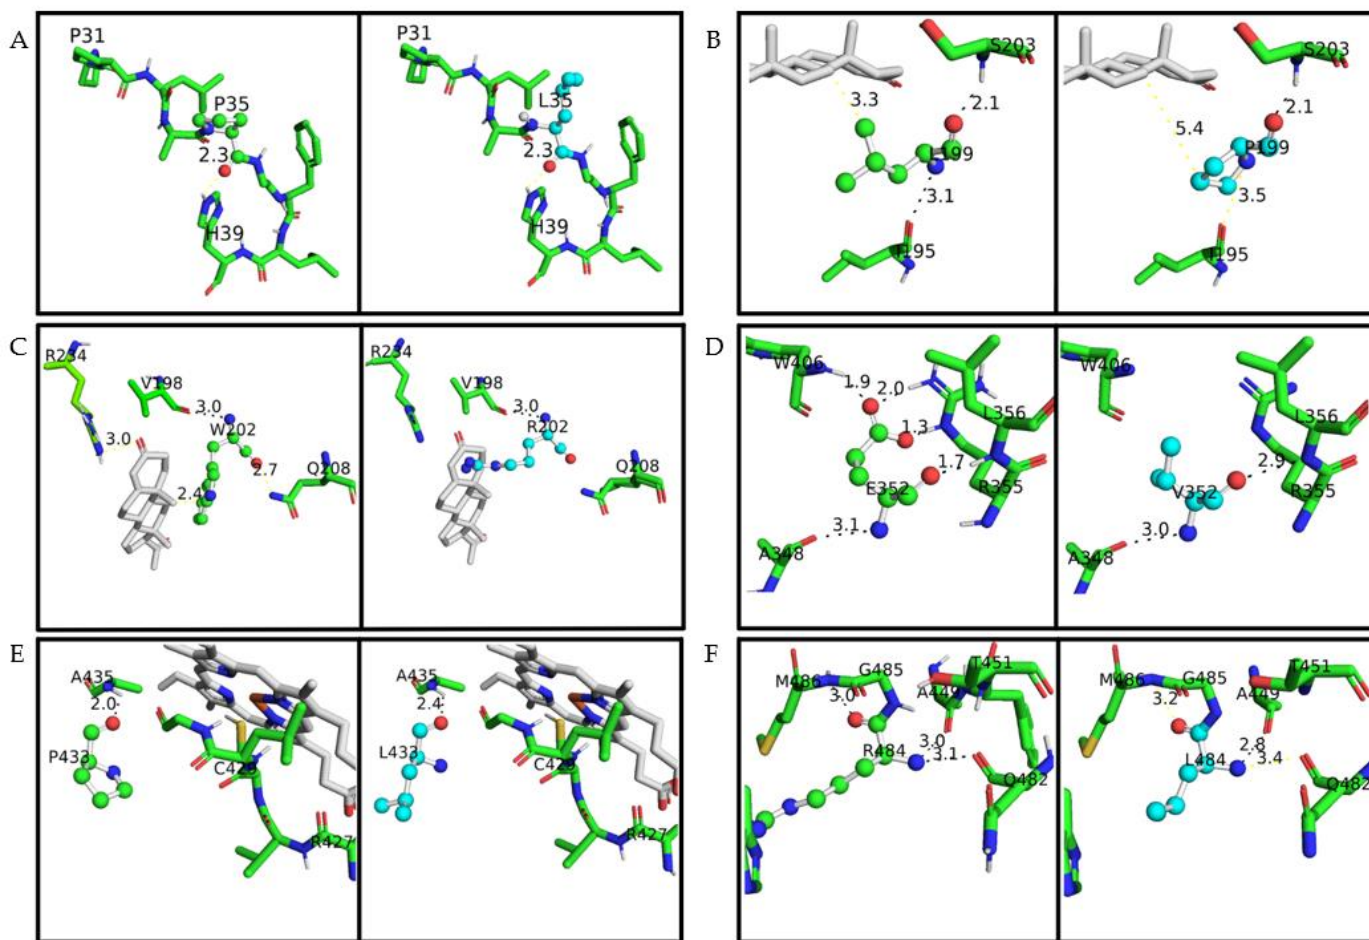 A
P31
P35
2.3
H39
P31
L35
2.3
H39
B
S203
3.3
2.1
L199
3.1
I195
S203
5.4
2.1
P199
3.5
I195
C
R234
V198
3.0
W202
3.0
2.7
2.4
Q208
R234
V198
3.0
R202
Q208
D
W406
1.9
2.0
1.3
L356
1.7
E352
R355
3.1
A348
W406
L356
2.9
V352
R355
3.0
A348
E
A435
2.0
P433
C429
R427
A435
2.4
L433
C429
R427
F
M486
G485
T451
3.0
A449
3.0
R484
3.1
Q482
M486
G485
T451
3.2
A449
2.8
L484
3.4
Q482